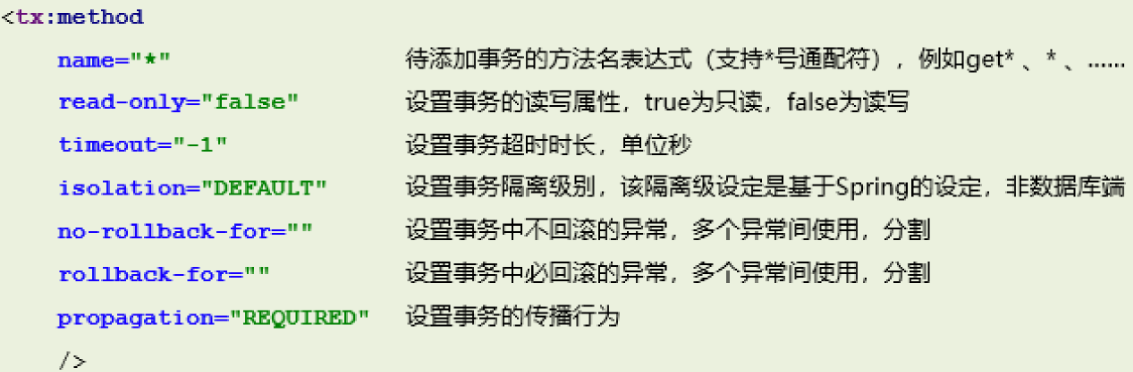 <tx:method
name="*" 待添加事务的方法名表达式（支持*号通配符），例如get* 、* 、......
read-only="false" 设置事务的读写属性，true为只读，false为读写
timeout="-1" 设置事务超时时长，单位秒
isolation="DEFAULT" 设置事务隔离级别，该隔离级设定是基于Spring的设定，非数据库端
no-rollback-for="" 设置事务中不回滚的异常，多个异常间使用，分割
rollback-for="" 设置事务中必回滚的异常，多个异常间使用，分割
propagation="REQUIRED" 设置事务的传播行为
/>